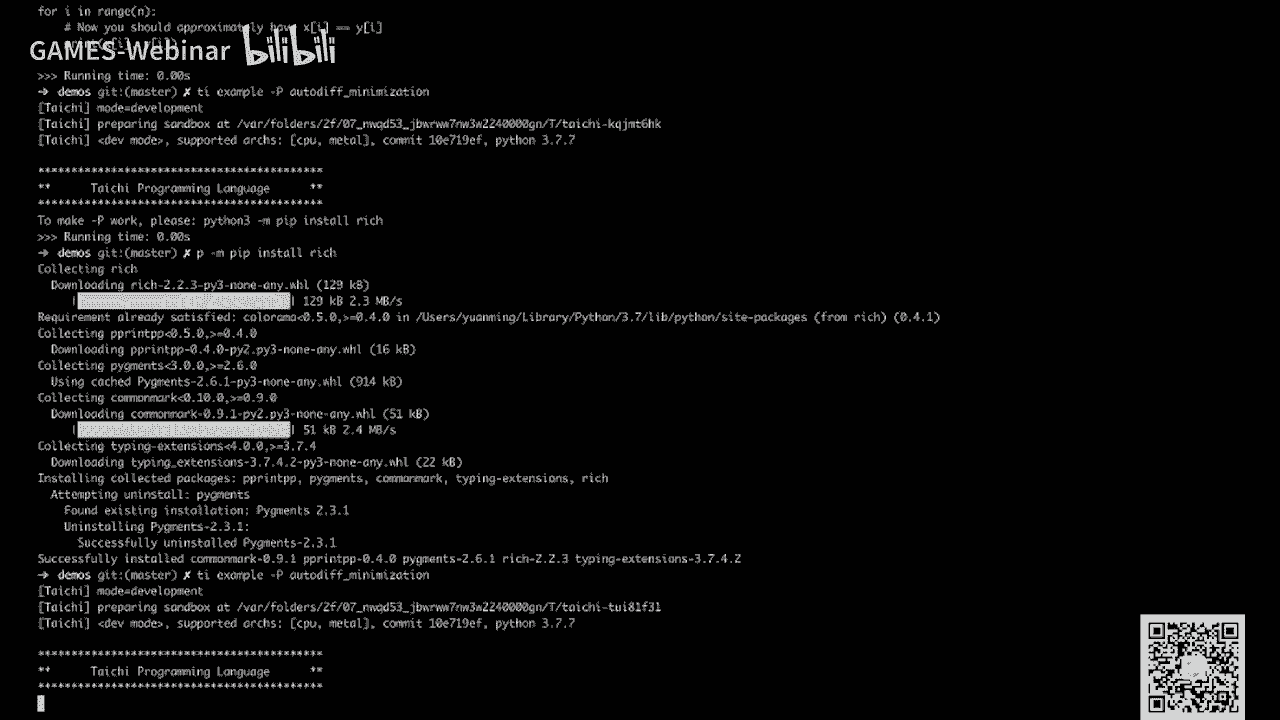 for i in range(n):
# Now you should approximately have x[i] == y[i]
GAMES-Webinar bilibili
>>> Running time: 0.00s
→ demos git:(master) ✗ ti example -P autodiff_minimization
[Taichi] mode=development
[Taichi] preparing sandbox at /var/folders/2f/07_nwqd53_jbwrww7nw3w2240000gn/T/taichi-kqjmt6hk
[Taichi] <dev mode>, supported archs: [cpu, metal], commit 10e719ef, python 3.7.7
*******************************************
** Taichi Programming Language **
*******************************************
To make -P work, please: python3 -m pip install rich
>>> Running time: 0.00s
→ demos git:(master) ✗ p -m pip install rich
Collecting rich
Downloading rich-2.2.3-py3-none-any.whl (129 kB)
|████████████████████████████████| 129 kB 2.3 MB/s
Requirement already satisfied: colorama<0.5.0,>=0.4.0 in /Users/yuanming/Library/Python/3.7/lib/python/site-packages (from rich) (0.4.1)
Collecting pprintpp<0.5.0,>=0.4.0
Downloading pprintpp-0.4.0-py2.py3-none-any.whl (16 kB)
Collecting pygments<3.0.0,>=2.6.0
Using cached Pygments-2.6.1-py3-none-any.whl (914 kB)
Collecting commonmark<0.10.0,>=0.9.0
Downloading commonmark-0.9.1-py2.py3-none-any.whl (51 kB)
|████████████████████████████████| 51 kB 2.4 MB/s
Collecting typing-extensions<4.0.0,>=3.7.4
Downloading typing_extensions-3.7.4.2-py3-none-any.whl (22 kB)
Installing collected packages: pprintpp, pygments, commonmark, typing-extensions, rich
Attempting uninstall: pygments
Found existing installation: Pygments 2.3.1
Uninstalling Pygments-2.3.1:
Successfully uninstalled Pygments-2.3.1
Successfully installed commonmark-0.9.1 pprintpp-0.4.0 pygments-2.6.1 rich-2.2.3 typing-extensions-3.7.4.2
→ demos git:(master) ✗ ti example -P autodiff_minimization
[Taichi] mode=development
[Taichi] preparing sandbox at /var/folders/2f/07_nwqd53_jbwrww7nw3w2240000gn/T/taichi-tui81f31
[Taichi] <dev mode>, supported archs: [cpu, metal], commit 10e719ef, python 3.7.7
*******************************************
** Taichi Programming Language **
*******************************************